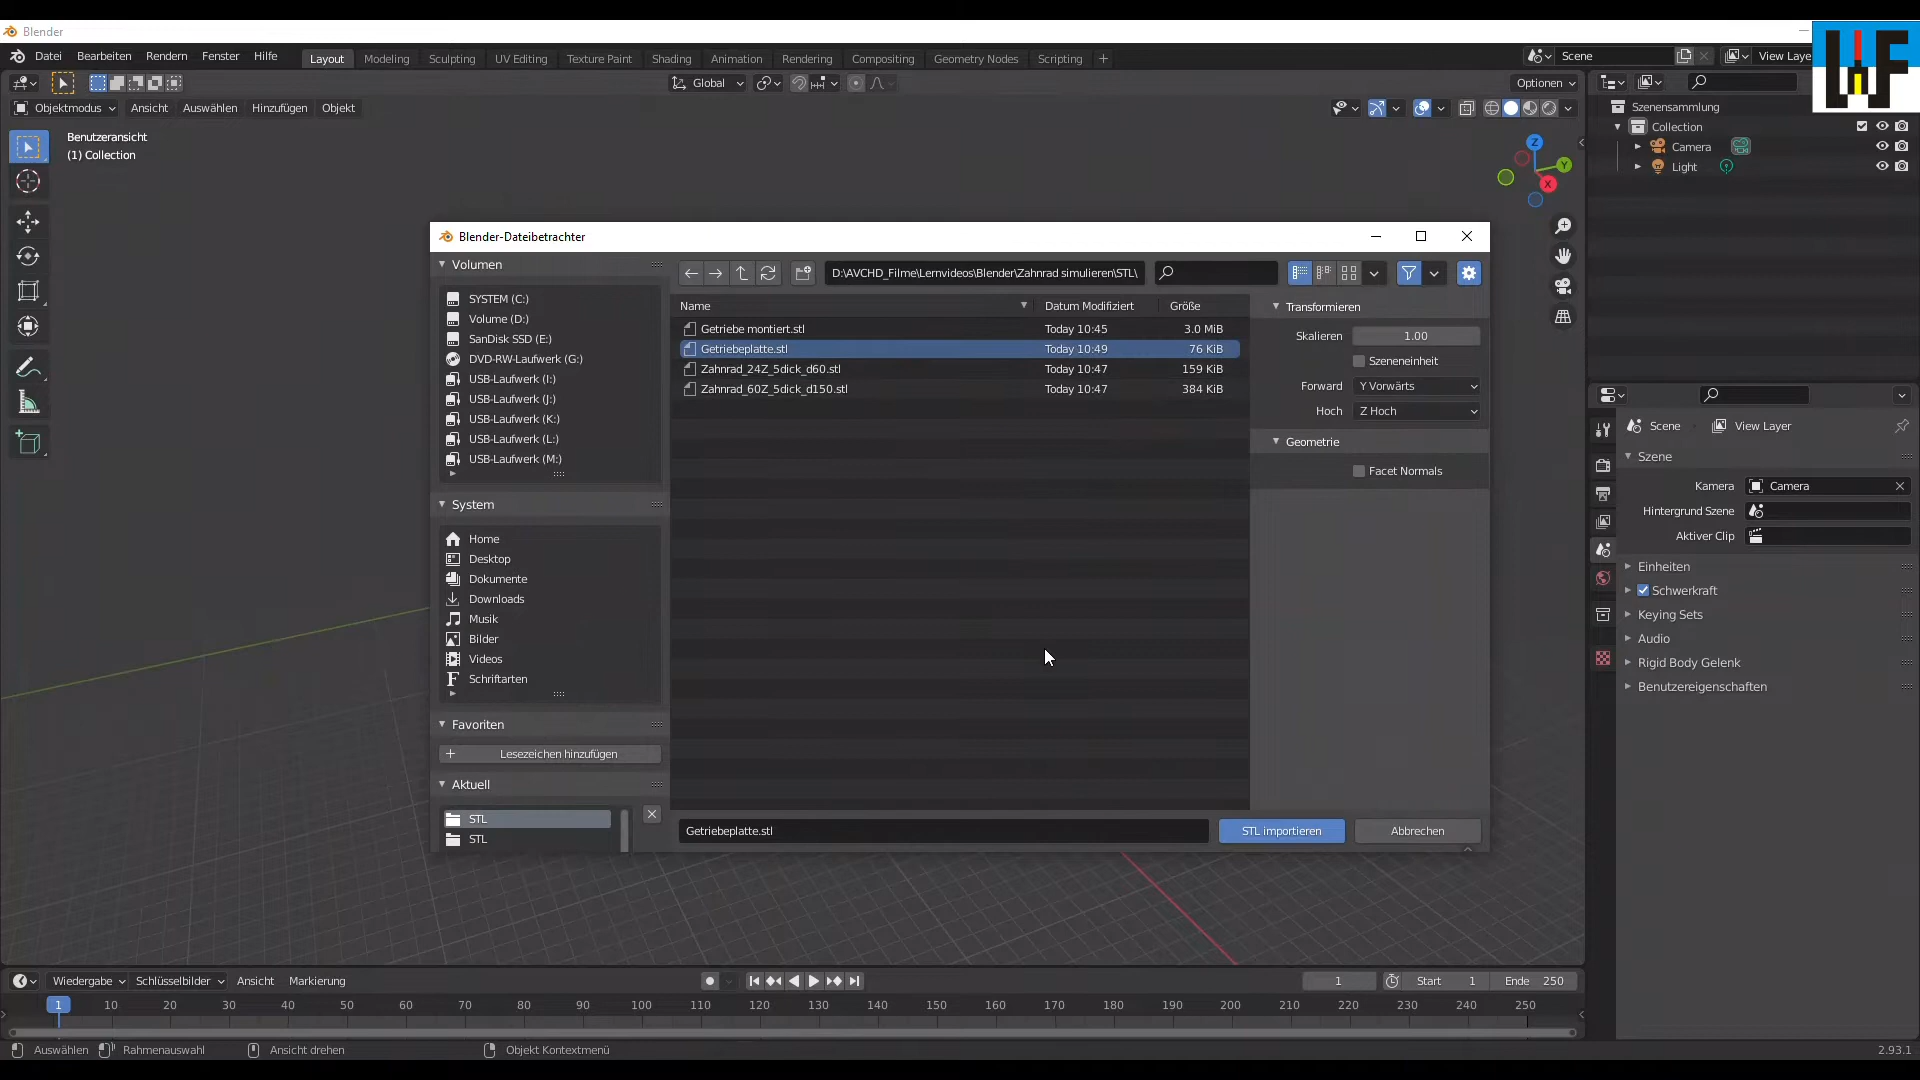 Blender
Datei Bearbeiten Rendern Fenster Hilfe Layout Modeling Sculpting UV Editing Texture Paint Shading Animation Rendering Compositing Geometry Nodes Scripting + Scene View Laye
Global Optionen
Objektmodus Ansicht Auswählen Hinzufügen Objekt
Benutzeransicht
(1) Collection
Z
Y
X
WF
Szenensammlung
Collection
Camera
Light
Blender-Dateibetrachter
Volumen
SYSTEM (C:)
Volume (D:)
SanDisk SSD (E:)
DVD-RW-Laufwerk (G:)
USB-Laufwerk (I:)
USB-Laufwerk (J:)
USB-Laufwerk (K:)
USB-Laufwerk (L:)
USB-Laufwerk (M:)
System
Home
Desktop
Dokumente
Downloads
Musik
Bilder
Videos
Schriftarten
Favoriten
Lesezeichen hinzufügen
Aktuell
STL
STL
D:\AVCHD_Filme\Lernvideos\Blender\Zahnrad simulieren\STL\
Name Datum Modifiziert Größe
Getriebe montiert.stl Today 10:45 3.0 MiB
Getriebeplatte.stl Today 10:49 76 KiB
Zahnrad_24Z_5dick_d60.stl Today 10:47 159 KiB
Zahnrad_60Z_5dick_d150.stl Today 10:47 384 KiB
Transformieren
Skalieren 1.00
Szeneneinheit
Forward Y Vorwärts
Hoch Z Hoch
Geometrie
Facet Normals
Getriebeplatte.stl STL importieren Abbrechen
Scene View Layer
Szene
Kamera Camera
Hintergrund Szene
Aktiver Clip
Einheiten
Schwerkraft
Keying Sets
Audio
Rigid Body Gelenk
Benutzereigenschaften
Wiedergabe Schlüsselbilder Ansicht Markierung 1 Start 1 Ende 250
1 10 20 30 40 50 60 70 80 90 100 110 120 130 140 150 160 170 180 190 200 210 220 230 240 250
Auswählen Rahmenauswahl Ansicht drehen Objekt Kontextmenü 2.93.1